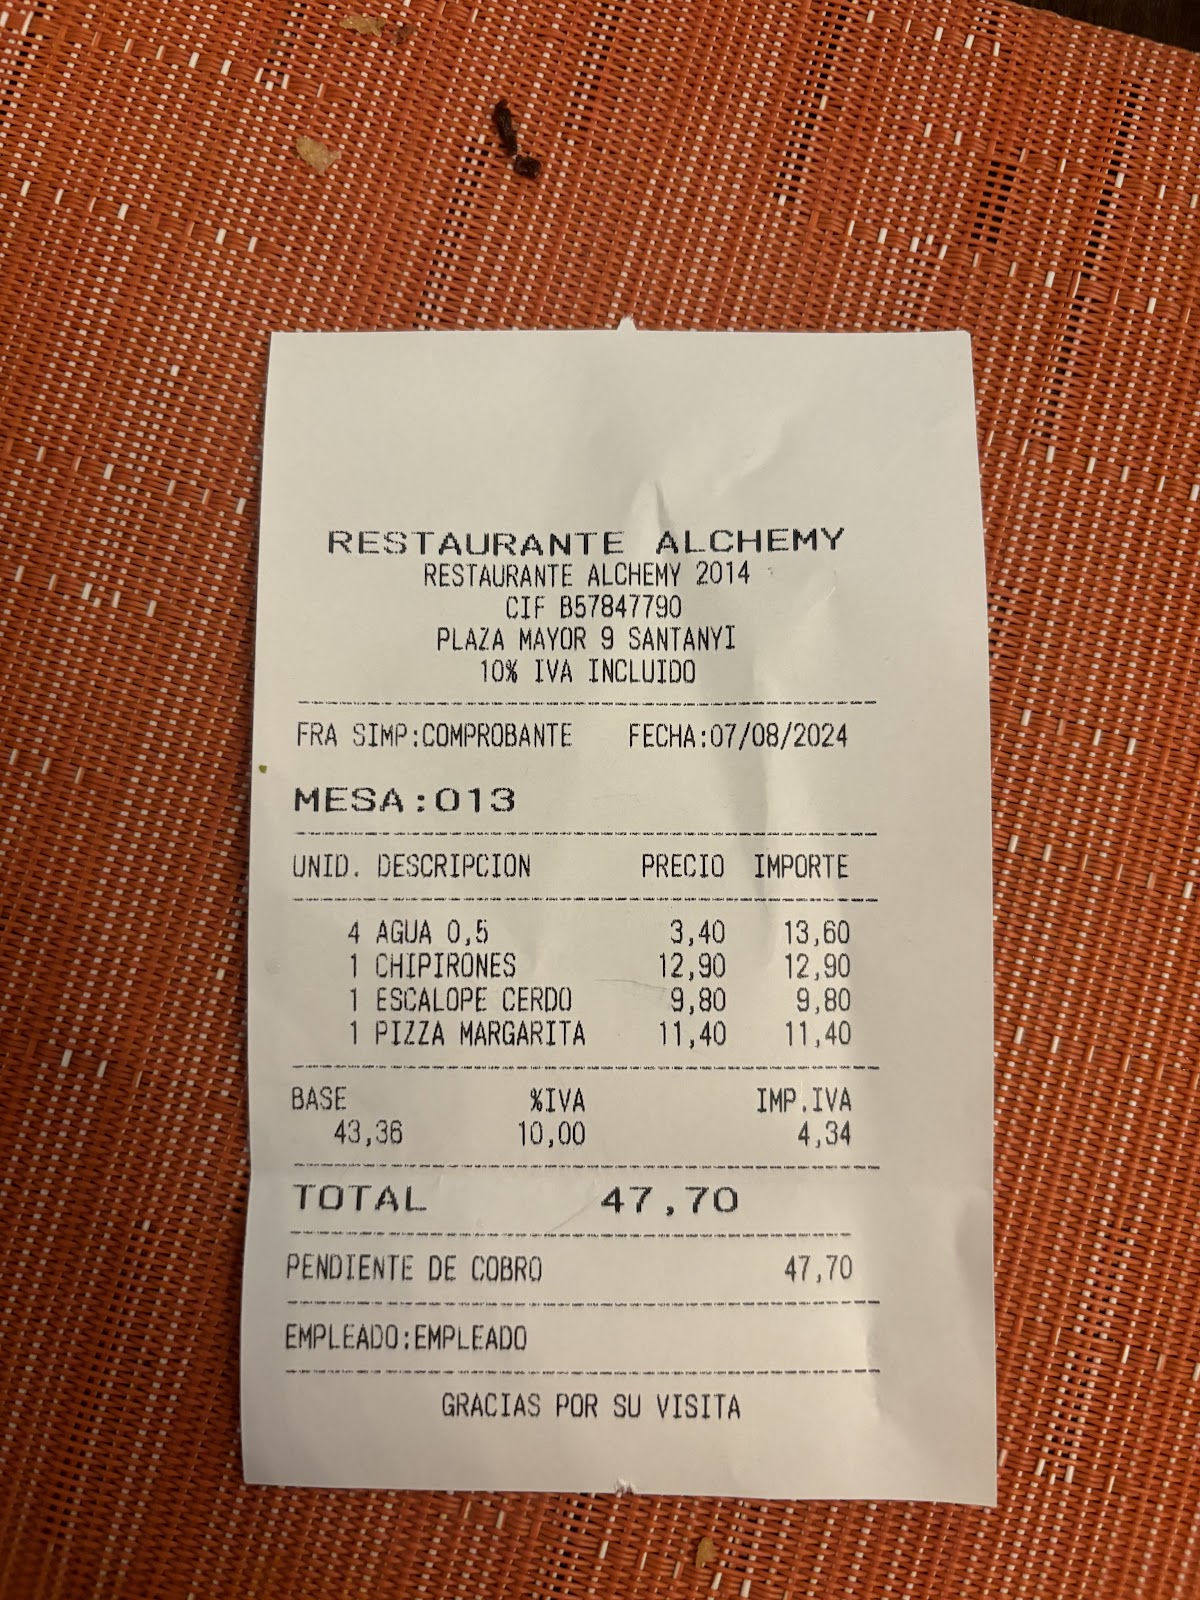 RESTAURANTE ALCHEMY
RESTAURANTE ALCHEMY 2014
CIF B57847790
PLAZA MAYOR 9 SANTANYI
10% IVA INCLUIDO
FRA SIMP:COMPROBANTE FECHA:07/08/2024
MESA:013
UNID. DESCRIPCION PRECIO IMPORTE
4 AGUA 0,5 3,40 13,60
1 CHIPIRONES 12,90 12,90
1 ESCALOPE CERDO 9,80 9,80
1 PIZZA MARGARITA 11,40 11,40
BASE %IVA IMP.IVA
43,36 10,00 4,34
TOTAL 47,70
PENDIENTE DE COBRO 47,70
EMPLEADO:EMPLEADO
GRACIAS POR SU VISITA